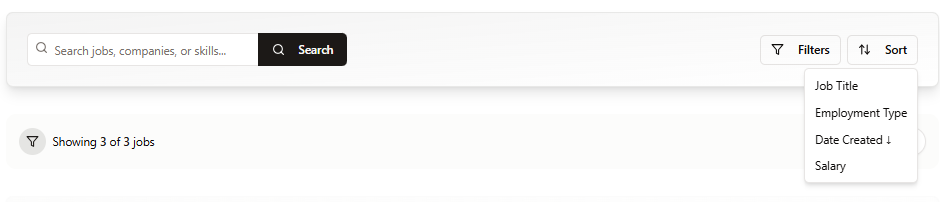 Search jobs, companies, or skills...
Search
Filters
Sort
Job Title
Employment Type
Date Created ↓
Salary
Showing 3 of 3 jobs